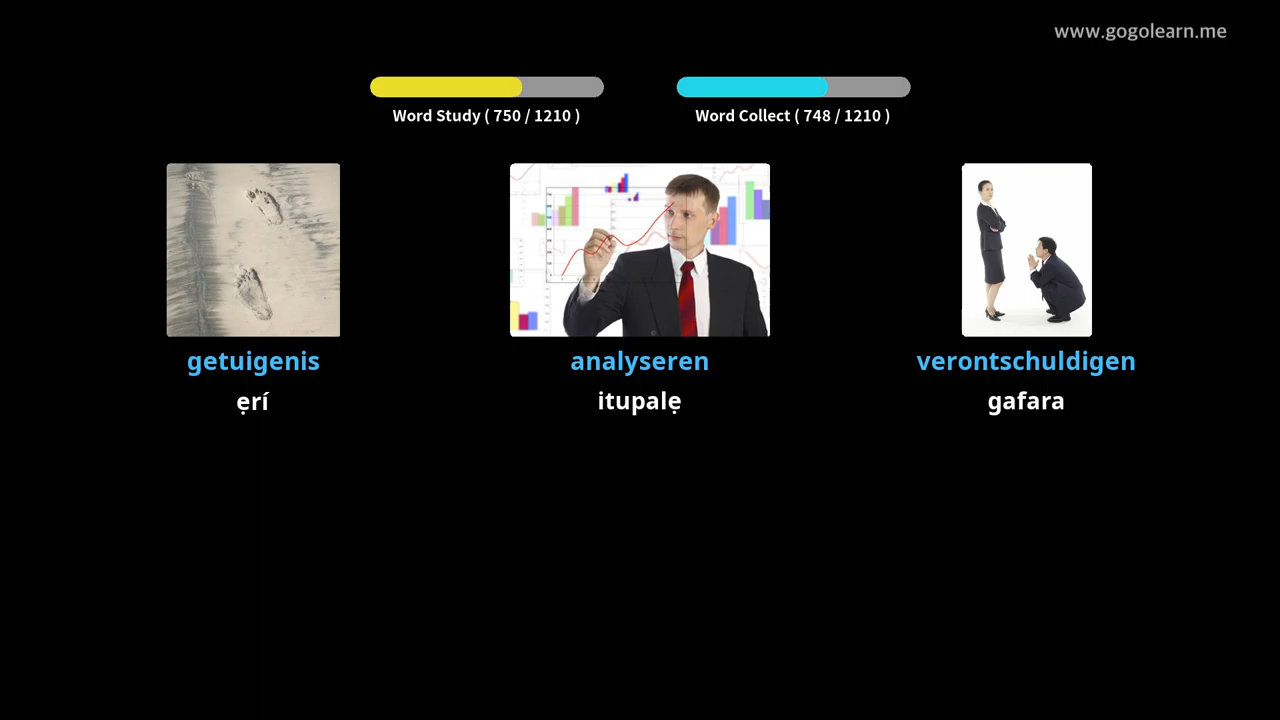 www.gogolearn.me
Word Study ( 750 / 1210 )
Word Collect ( 748 / 1210 )
getuigenis
ẹrí
analyseren
itupalẹ
verontschuldigen
gafara